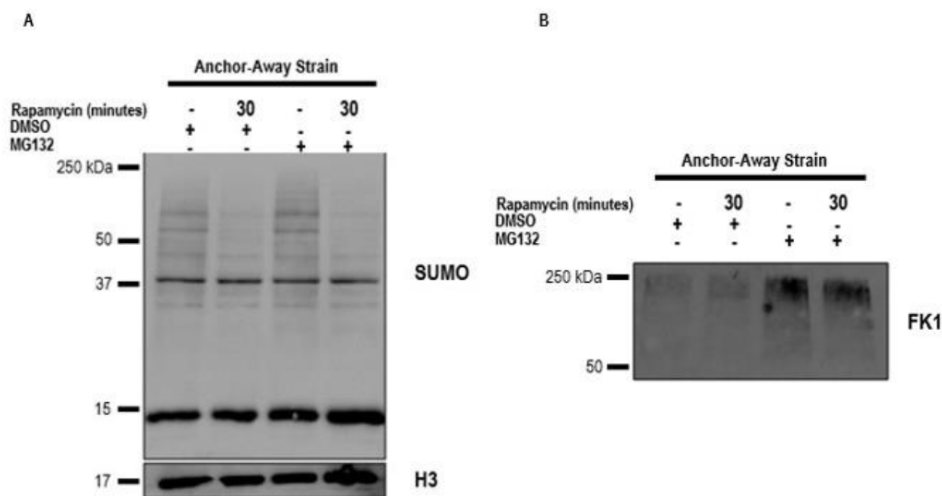 A
Anchor-Away Strain
Rapamycin (minutes) - 30 - 30
DMSO + + - -
MG132 - - + +
250 kDa
50
37
SUMO
15
17
H3
B
Anchor-Away Strain
Rapamycin (minutes) - 30 - 30
DMSO + + - -
MG132 - - + +
250 kDa
FK1
50